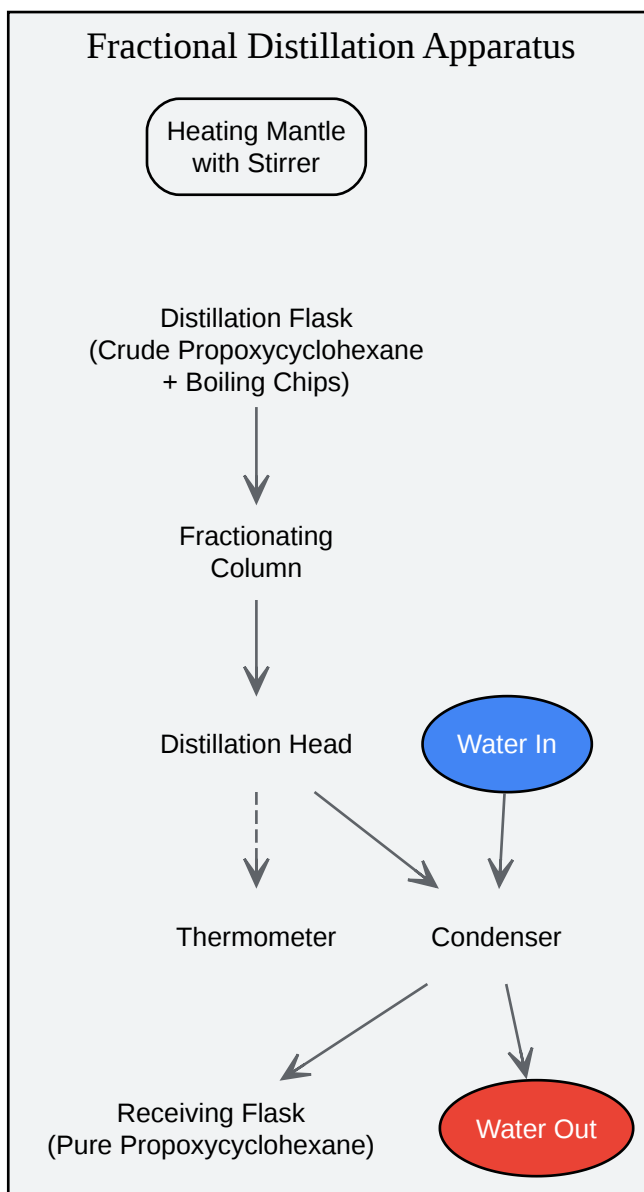 Fractional Distillation Apparatus
Heating Mantle
with Stirrer
Distillation Flask
(Crude Propoxycyclohexane
+ Boiling Chips)
Fractionating
Column
Distillation Head
Water In
Thermometer
Condenser
Receiving Flask
(Pure Propoxycyclohexane)
Water Out